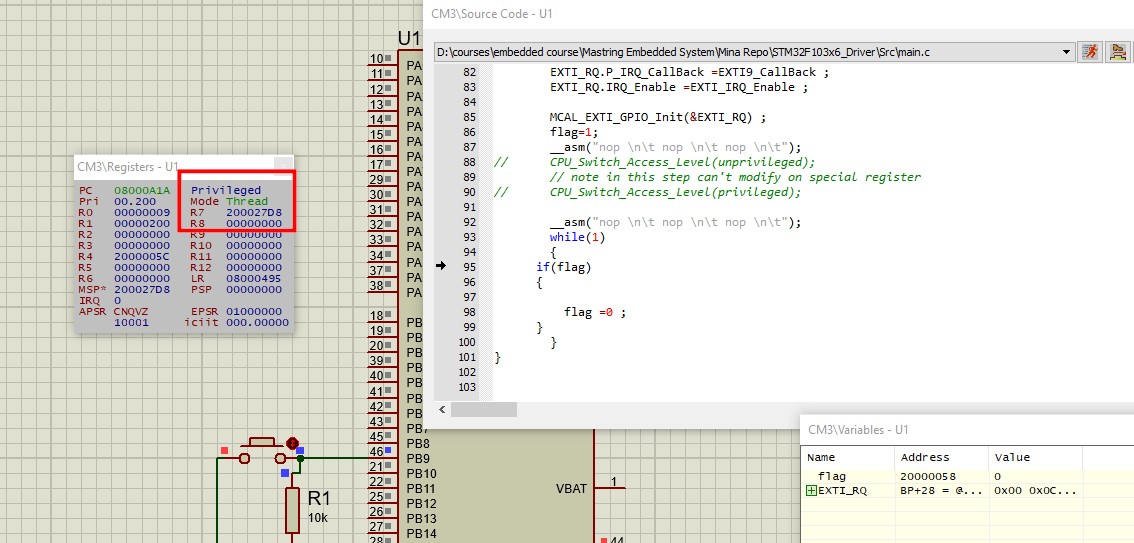 CM3\Source Code - U1
D:\courses\embedded course\Mastring Embedded System\Mina Repo\STM32F103x6_Driver\Src\main.c
82 EXTI_RQ.P_IRQ_CallBack =EXTI9_CallBack ;
83 EXTI_RQ.IRQ_Enable =EXTI_IRQ_Enable ;
84
85 MCAL_EXTI_GPIO_Init(&EXTI_RQ) ;
86 flag=1;
87 __asm("nop \n\t nop \n\t nop \n\t");
88 // CPU_Switch_Access_Level(unprivileged);
89 // note in this step can't modify on special register
90 // CPU_Switch_Access_Level(privileged);
91
92 __asm("nop \n\t nop \n\t nop \n\t");
93 while(1)
94 {
95 if(flag)
96 {
97
98 flag =0 ;
99 }
100 }
101 }
102
103
CM3\Registers - U1
PC 08000A1A Privileged
Pri 00.200 Mode Thread
R0 00000009 R7 200027D8
R1 00000200 R8 00000000
R2 00000000 R9 00000000
R3 00000000 R10 00000000
R4 2000005C R11 00000000
R5 00000000 R12 00000000
R6 00000000 LR 08000495
MSP* 200027D8 PSP 00000000
IRQ 0
APSR CNQVZ EPSR 01000000
10001 iciit 000.00000
U1
10 PA
11 PA
12 PA
13 PA
14 PA
15 PA
16 PA
17 PA
29 PA
30 PA
31 PA
32 PA
33 PA
34 PA
37 PA
38 PA
18 PB
19 PB
20 PB
39 PB
40 PB
41 PB
42 PB
43 PB7
45 PB8
46 PB9
21 PB10
22 PB11
25 PB12
26 PB13
27 PB14
28
R1
10k
VBAT 1
44
CM3\Variables - U1
Name Address Value
flag 20000058 0
EXTI_RQ BP+28 = @... 0x00 0x0C...